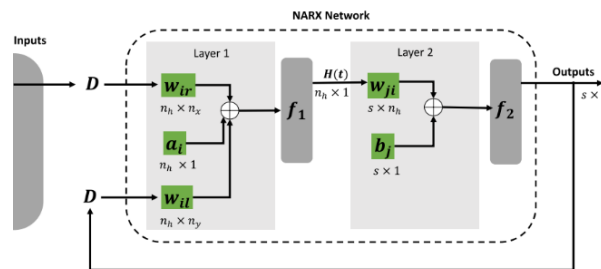 NARX Network
Inputs
Layer 1
Layer 2
D
w_ir
n_h × n_x
a_i
n_h × 1
D
w_il
n_h × n_y
f_1
H(t)
n_h × 1
w_ji
s × n_h
b_j
s × 1
f_2
Outputs
s ×